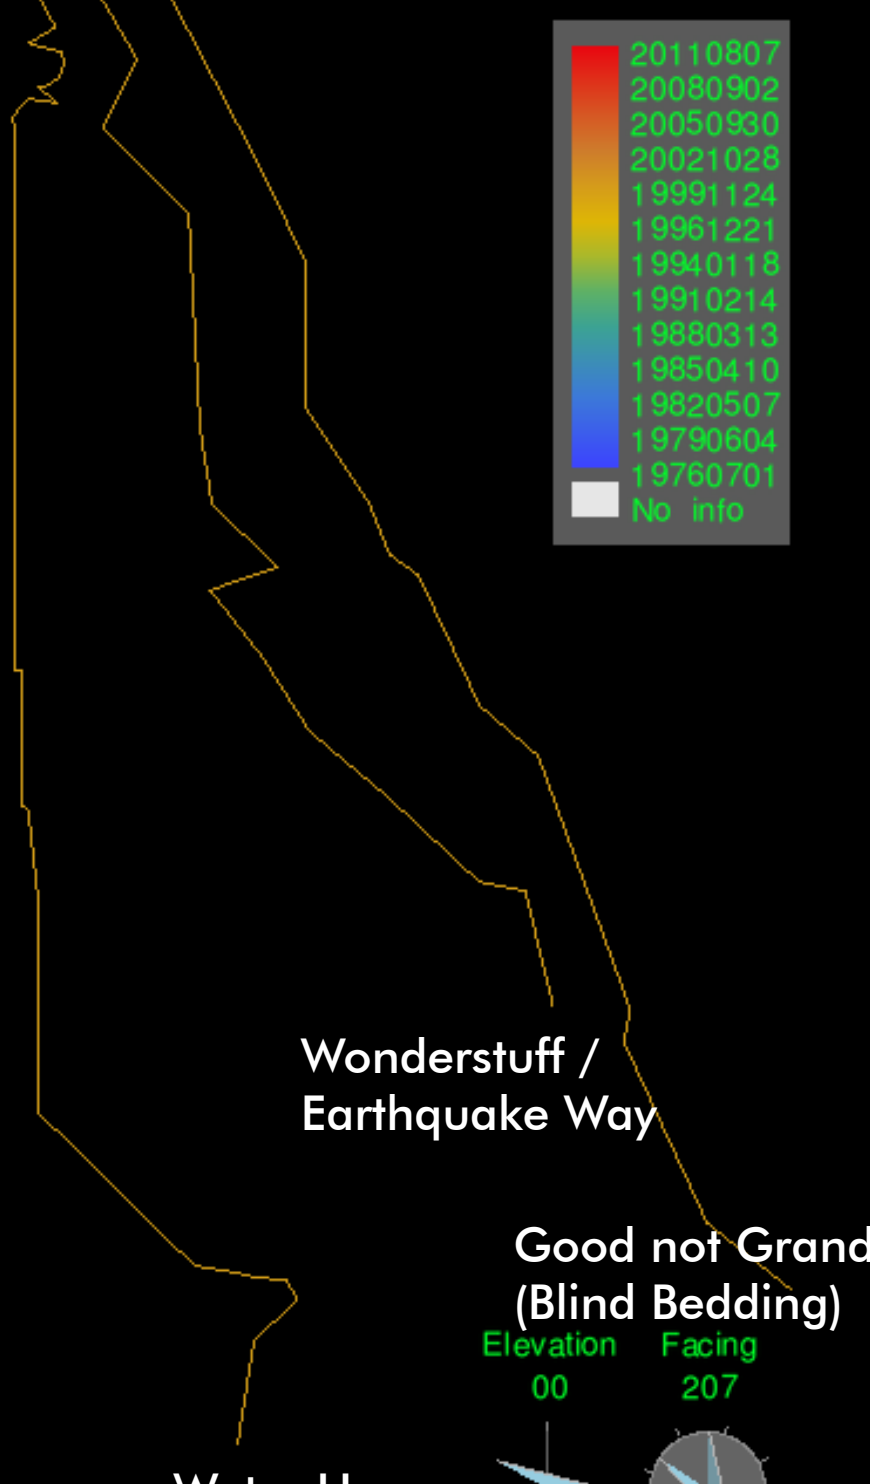 20110807
20080902
20050930
20021028
19991124
19961221
19940118
19910214
19880313
19850410
19820507
19790604
19760701
No info
Wonderstuff /
Earthquake Way
Good not Grand
(Blind Bedding)
Elevation Facing
00 207